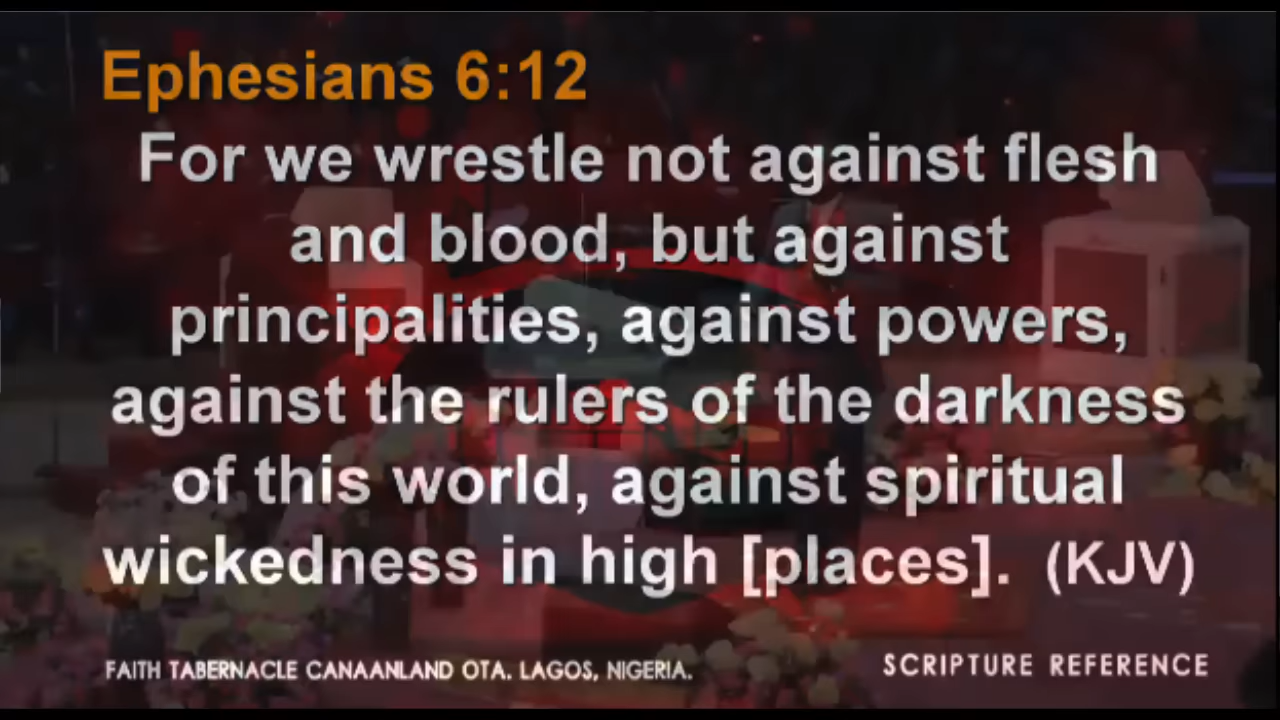 Ephesians 6:12
For we wrestle not against flesh
and blood, but against
principalities, against powers,
against the rulers of the darkness
of this world, against spiritual
wickedness in high [places]. (KJV)
FAITH TABERNACLE CANAANLAND OTA. LAGOS, NIGERIA.
SCRIPTURE REFERENCE